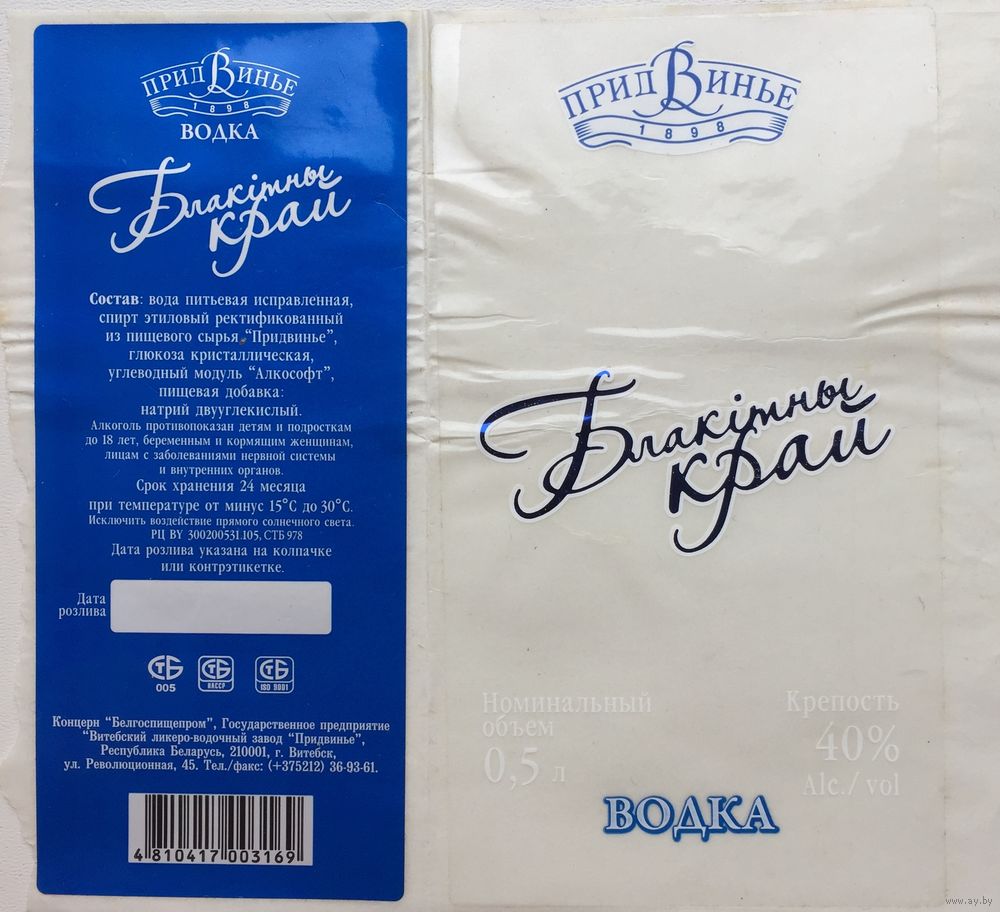 ПРИДВИНЬЕ
1898
ВОДКА
Блакітны
край
Состав: вода питьевая исправленная,
спирт этиловый ректификованный
из пищевого сырья "Придвинье",
глюкоза кристаллическая,
углеводный модуль "Алкософт",
пищевая добавка:
натрий двууглекислый.
Алкоголь противопоказан детям и подросткам
до 18 лет, беременным и кормящим женщинам,
лицам с заболеваниями нервной системы
и внутренних органов.
Срок хранения 24 месяца
при температуре от минус 15°С до 30°С.
Исключить воздействие прямого солнечного света.
РЦ BY 300200531.105, СТБ 978
Дата розлива указана на колпачке
или контрэтикетке.
Дата
розлива
СТБ СТБ СТБ
005 НАССР ISO 9001
Концерн "Белгоспищепром", Государственное предприятие
"Витебский ликеро-водочный завод "Придвинье",
Республика Беларусь, 210001, г. Витебск,
ул. Революционная, 45. Тел./факс: (+375212) 36-93-61.
4 810417 003169
ПРИДВИНЬЕ
1898
Блакітны
край
Номинальный
объем
0,5 л
Крепость
40%
Alc./ vol
ВОДКА
www.ay.by